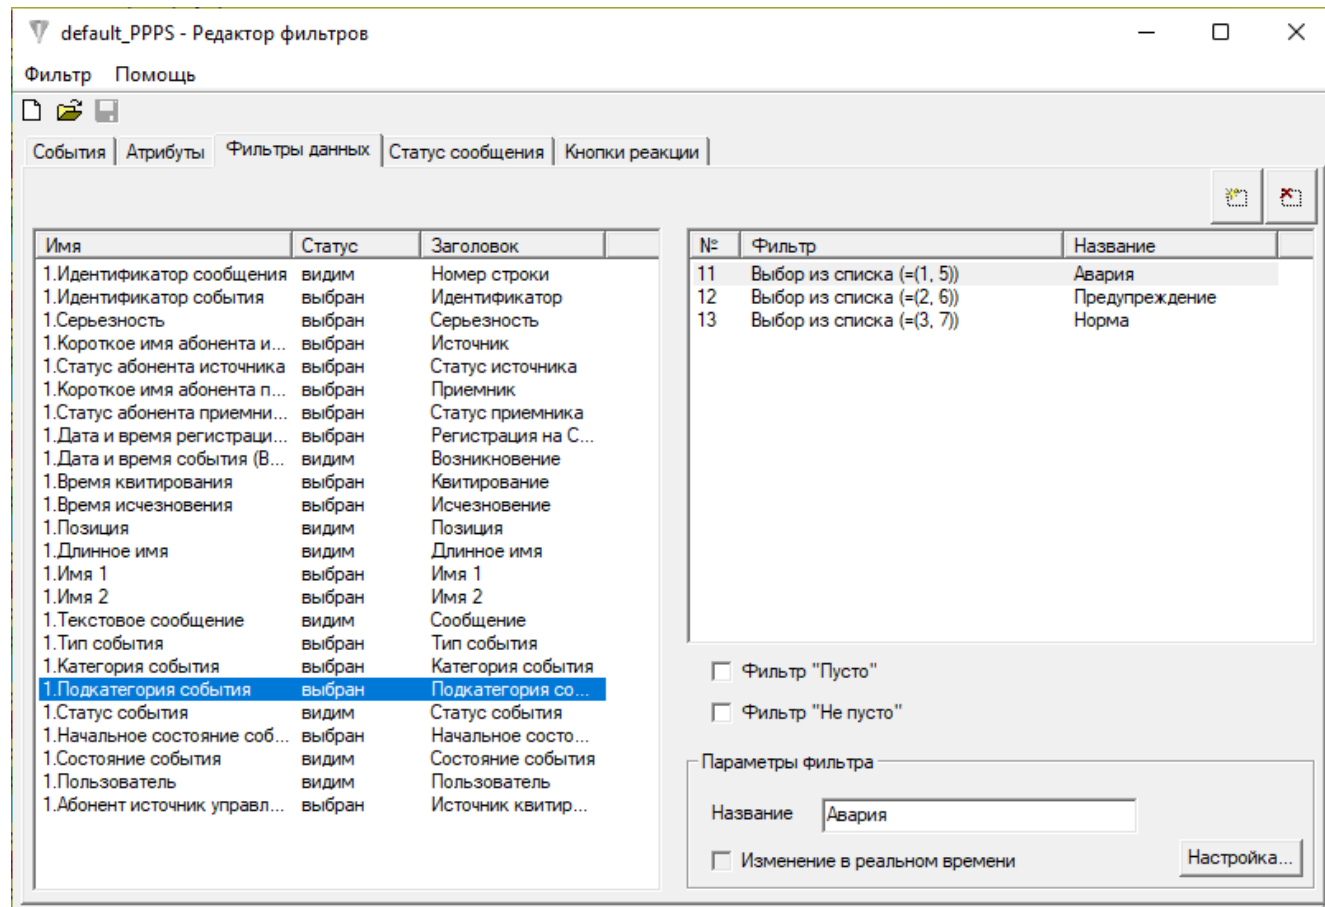 default_PPPS - Редактор фильтров
Фильтр Помощь
События Атрибуты Фильтры данных Статус сообщения Кнопки реакции
Имя Статус Заголовок
1.Идентификатор сообщения видим Номер строки
1.Идентификатор события выбран Идентификатор
1.Серьезность выбран Серьезность
1.Короткое имя абонента и... выбран Источник
1.Статус абонента источника выбран Статус источника
1.Короткое имя абонента п... выбран Приемник
1.Статус абонента приемни... выбран Статус приемника
1.Дата и время регистраци... выбран Регистрация на С...
1.Дата и время события (В... видим Возникновение
1.Время квитирования выбран Квитирование
1.Время исчезновения выбран Исчезновение
1.Позиция видим Позиция
1.Длинное имя видим Длинное имя
1.Имя 1 выбран Имя 1
1.Имя 2 выбран Имя 2
1.Текстовое сообщение видим Сообщение
1.Тип события выбран Тип события
1.Категория события выбран Категория события
1.Подкатегория события выбран Подкатегория со...
1.Статус события видим Статус события
1.Начальное состояние соб... выбран Начальное состо...
1.Состояние события видим Состояние события
1.Пользователь видим Пользователь
1.Абонент источник управл... выбран Источник квитир...
№ Фильтр Название
11 Выбор из списка (=(1, 5)) Авария
12 Выбор из списка (=(2, 6)) Предупреждение
13 Выбор из списка (=(3, 7)) Норма
Фильтр "Пусто"
Фильтр "Не пусто"
Параметры фильтра
Название Авария
Изменение в реальном времени Настройка...